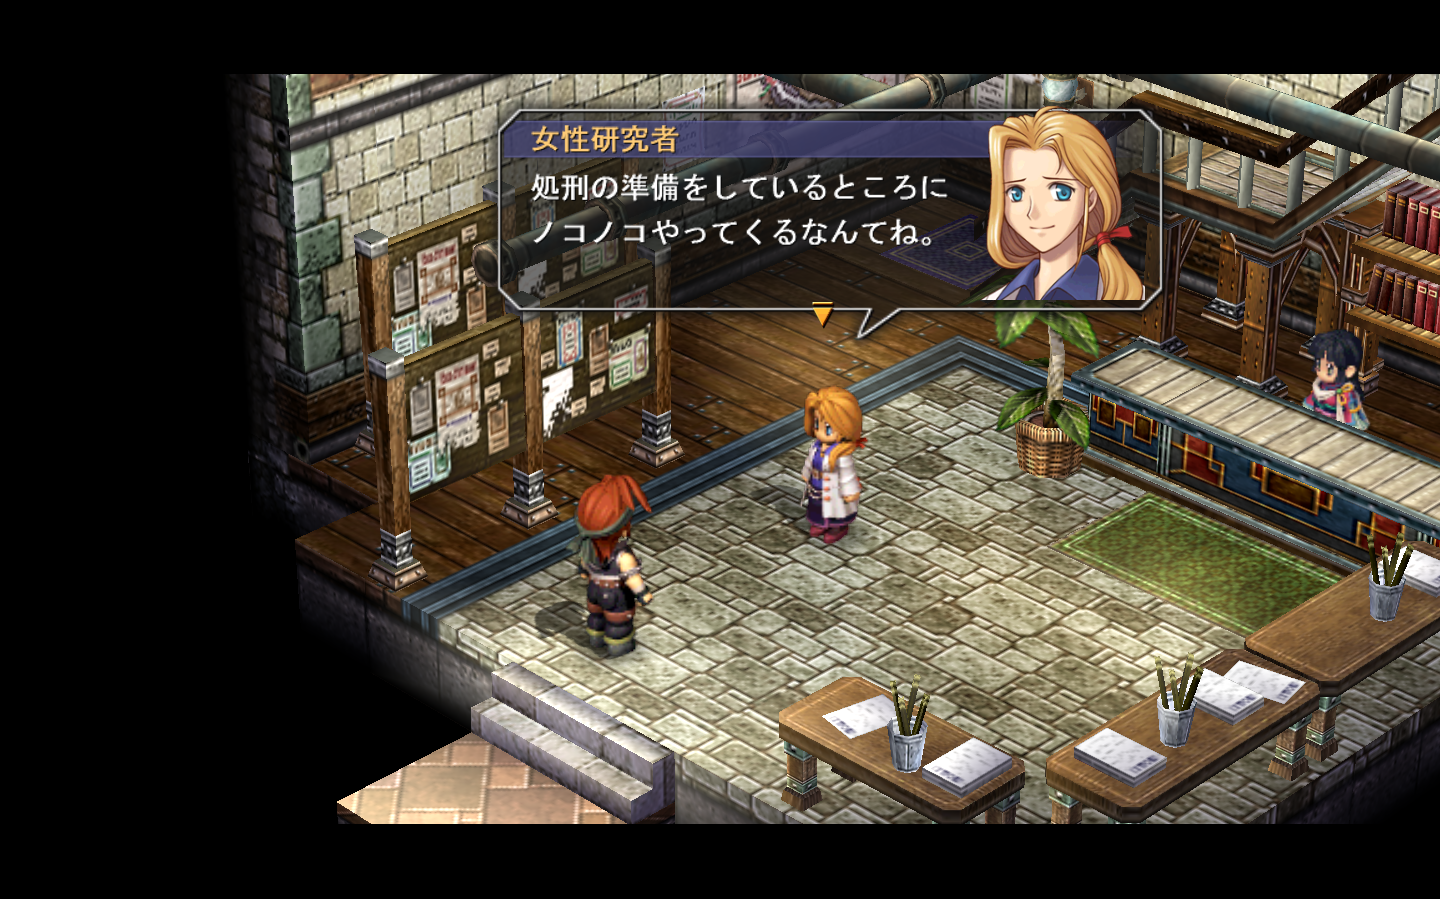 女性研究者
処刑の準備をしているところに
ノコノコやってくるなんてね。